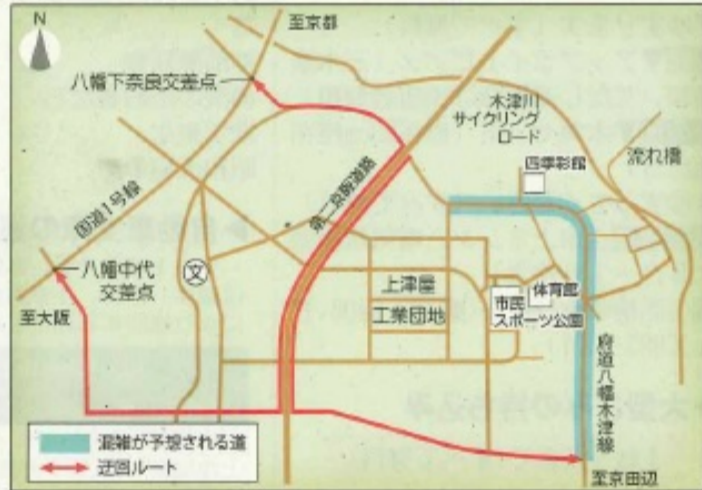 N
至京都
八幡下奈良交差点
木津川
サイクリング
ロード
流れ橋
四季彩館
国道1号線
第二京阪道路
八幡中代
交差点
文
上津屋
工業団地
体育館
市民
スポーツ公園
至大阪
府道八幡木津線
混雑が予想される道
迂回ルート
至京田辺